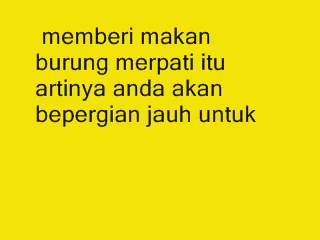 memberi makan
burung merpati itu
artinya anda akan
bepergian jauh untuk